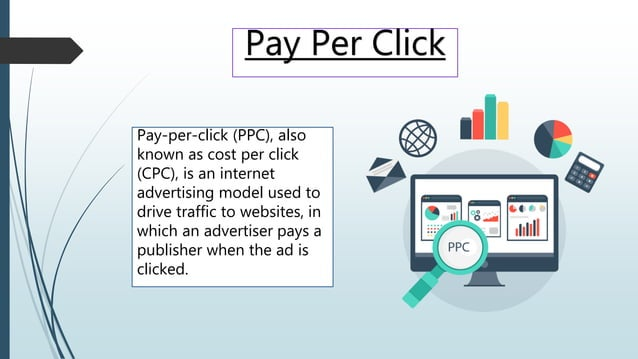 Pay Per Click
Pay-per-click (PPC), also
known as cost per click
(CPC), is an internet
advertising model used to
drive traffic to websites, in
which an advertiser pays a
publisher when the ad is
clicked.
PPC